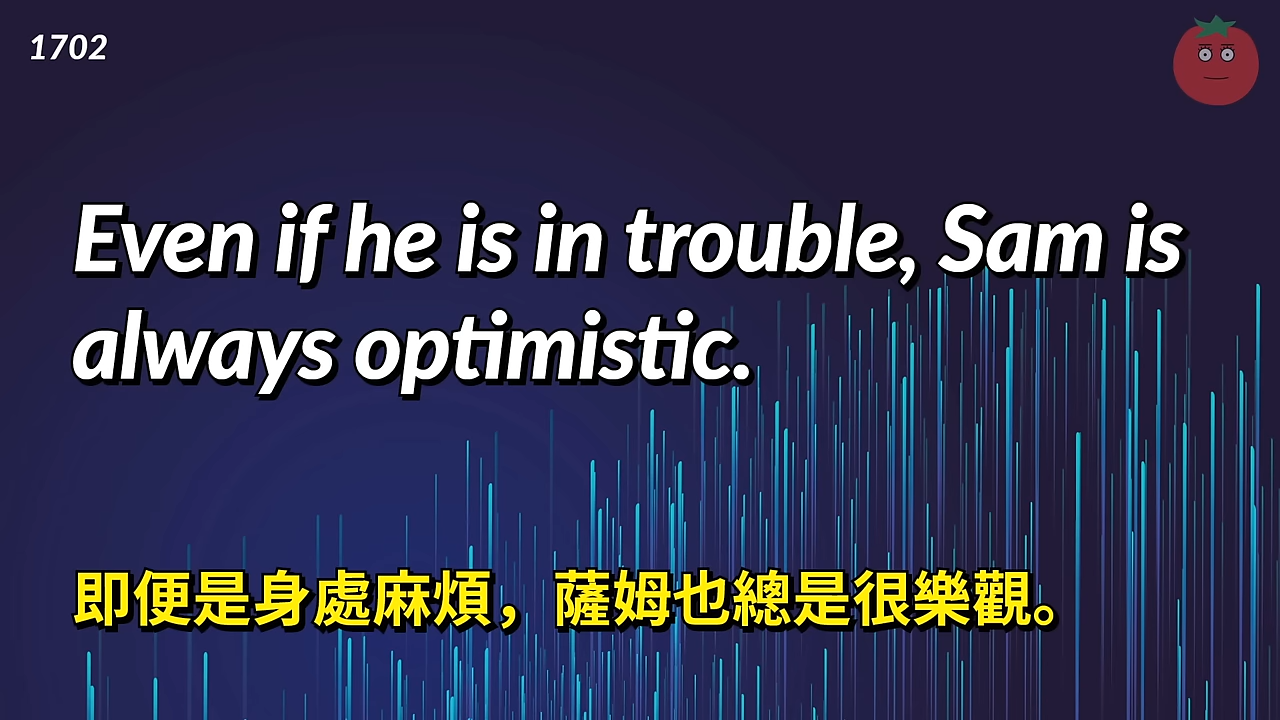 1702
Even if he is in trouble, Sam is
always optimistic.
即便是身處麻煩，薩姆也總是很樂觀。